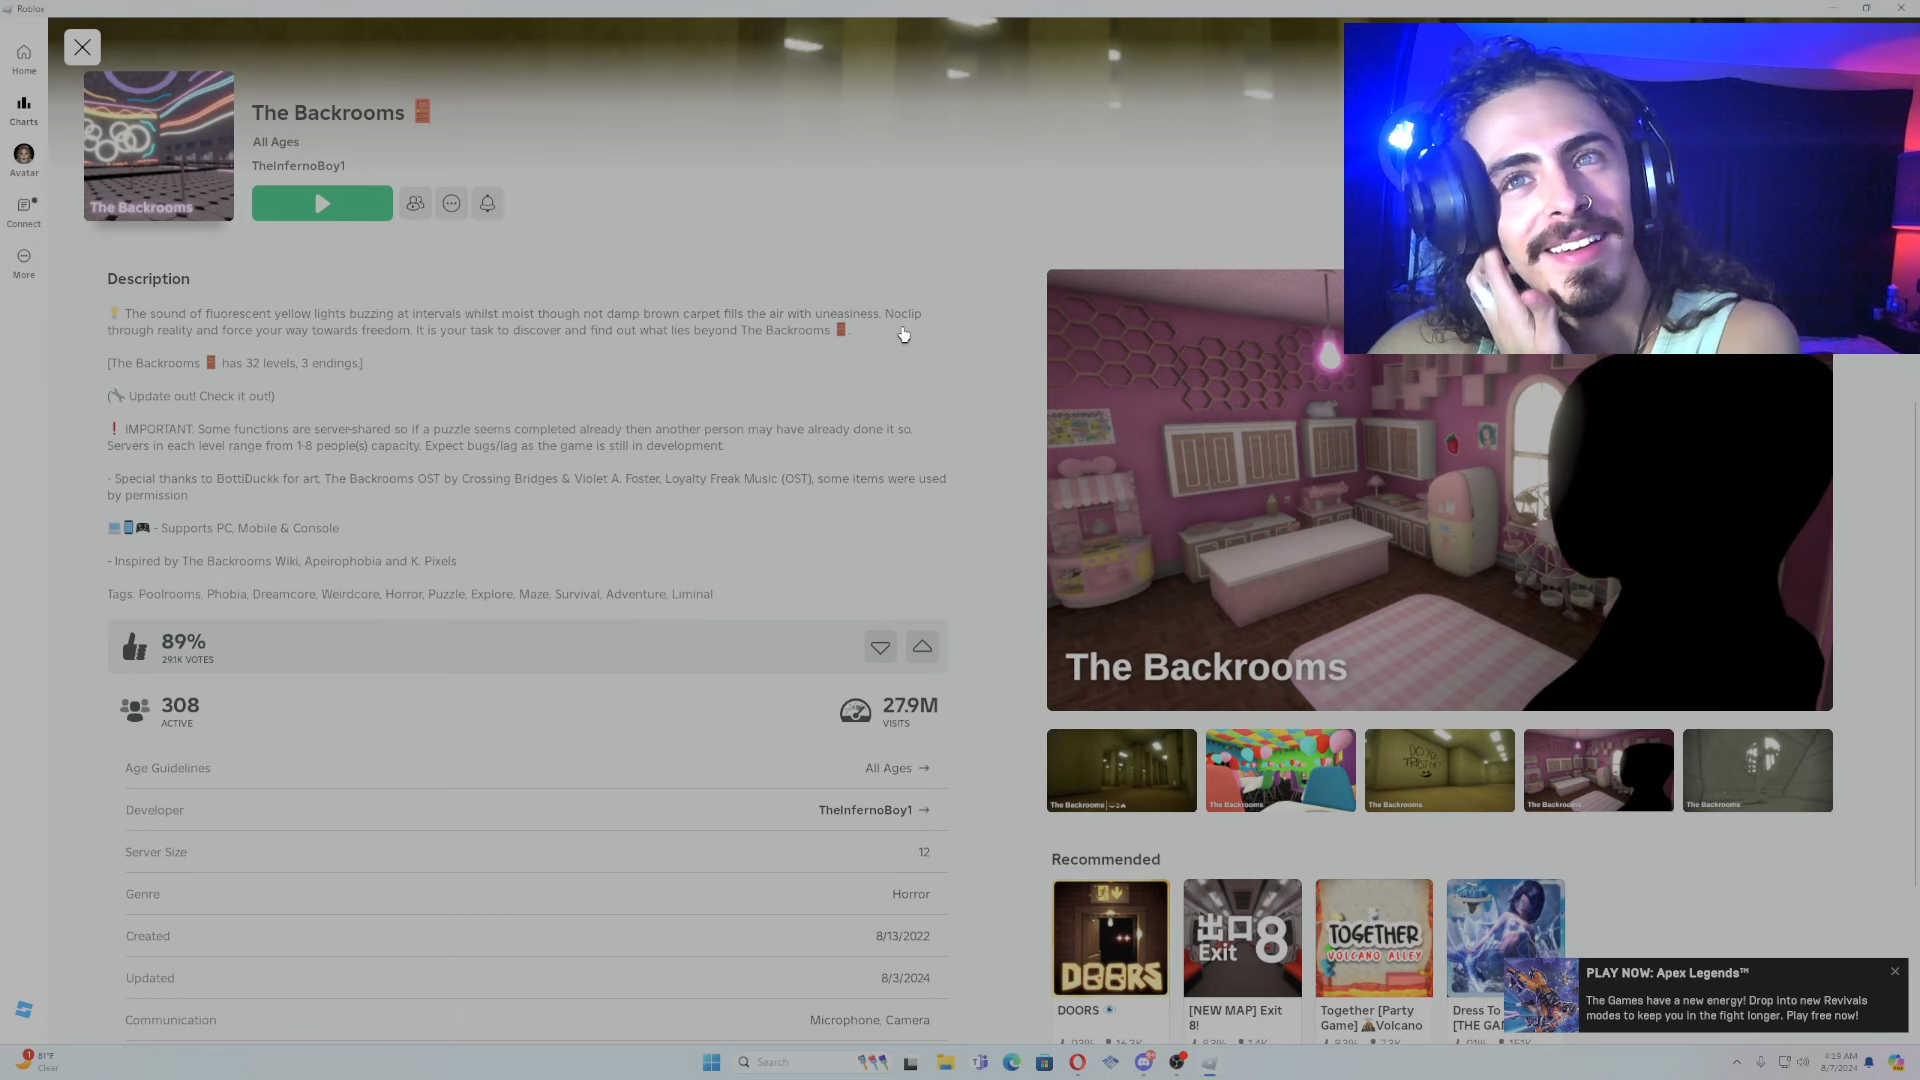 Roblox
Home
Charts
Avatar
Connect
More
The Backrooms
The Backrooms 🚪
All Ages
TheInfernoBoy1
Description
💡 The sound of fluorescent yellow lights buzzing at intervals whilst moist though not damp brown carpet fills the air with uneasiness. Noclip
through reality and force your way towards freedom. It is your task to discover and find out what lies beyond The Backrooms 🚪.
[The Backrooms 🚪 has 32 levels, 3 endings.]
(🔧 Update out! Check it out!)
❗ IMPORTANT: Some functions are server-shared so if a puzzle seems completed already then another person may have already done it so.
Servers in each level range from 1-8 people(s) capacity. Expect bugs/lag as the game is still in development.
- Special thanks to BottiDuckk for art, The Backrooms OST by Crossing Bridges & Violet A. Foster, Loyalty Freak Music (OST), some items were used
by permission
💻📱🎮 - Supports PC, Mobile & Console
- Inspired by The Backrooms Wiki, Apeirophobia and K. Pixels
Tags: Poolrooms, Phobia, Dreamcore, Weirdcore, Horror, Puzzle, Explore, Maze, Survival, Adventure, Liminal
89%
29.1K VOTES
308
ACTIVE
27.9M
VISITS
Age Guidelines All Ages →
Developer TheInfernoBoy1 →
Server Size 12
Genre Horror
Created 8/13/2022
Updated 8/3/2024
Communication Microphone, Camera
The Backrooms
The Backrooms
The Backrooms
DO YOU
TRUST ME?
The Backrooms
The Backrooms
The Backrooms
Recommended
DOORS
出口
Exit 8
TOGETHER
VOLCANO ALLEY
DOORS 👁
[NEW MAP] Exit
8!
Together [Party
Game] 🌋Volcano
Dress To
[THE GA
PLAY NOW: Apex Legends™
The Games have a new energy! Drop into new Revivals
modes to keep you in the fight longer. Play free now!
1
81°F
Clear
Search
4:19 AM
8/7/2024